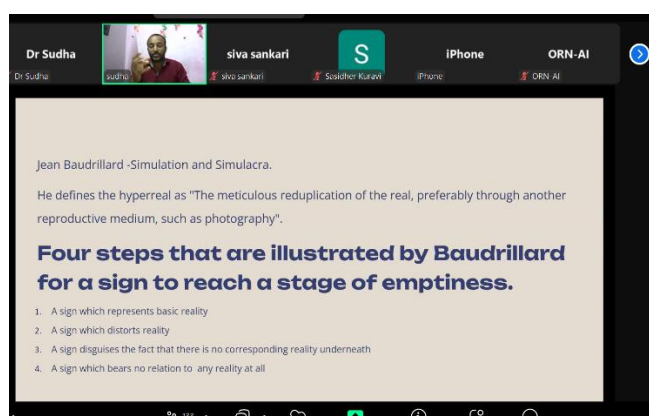 Dr Sudha
siva sankari
S
iPhone
ORN-AI
Dr Sudha
sudha
siva sankari
Sasidher Kuravi
iPhone
ORN-AI
Jean Baudrillard -Simulation and Simulacra.
He defines the hyperreal as "The meticulous reduplication of the real, preferably through another
reproductive medium, such as photography".
Four steps that are illustrated by Baudrillard
for a sign to reach a stage of emptiness.
1. A sign which represents basic reality
2. A sign which distorts reality
3. A sign disguises the fact that there is no corresponding reality underneath
4. A sign which bears no relation to any reality at all